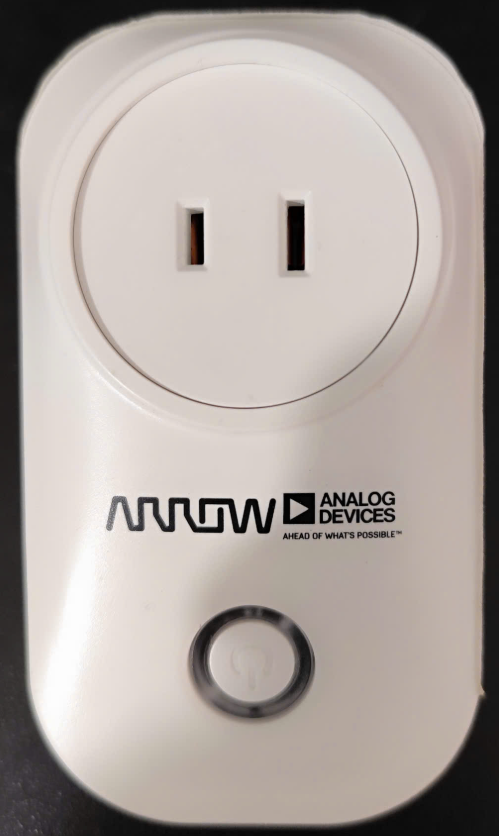 ARROW
ANALOG
DEVICES
AHEAD OF WHAT'S POSSIBLE™